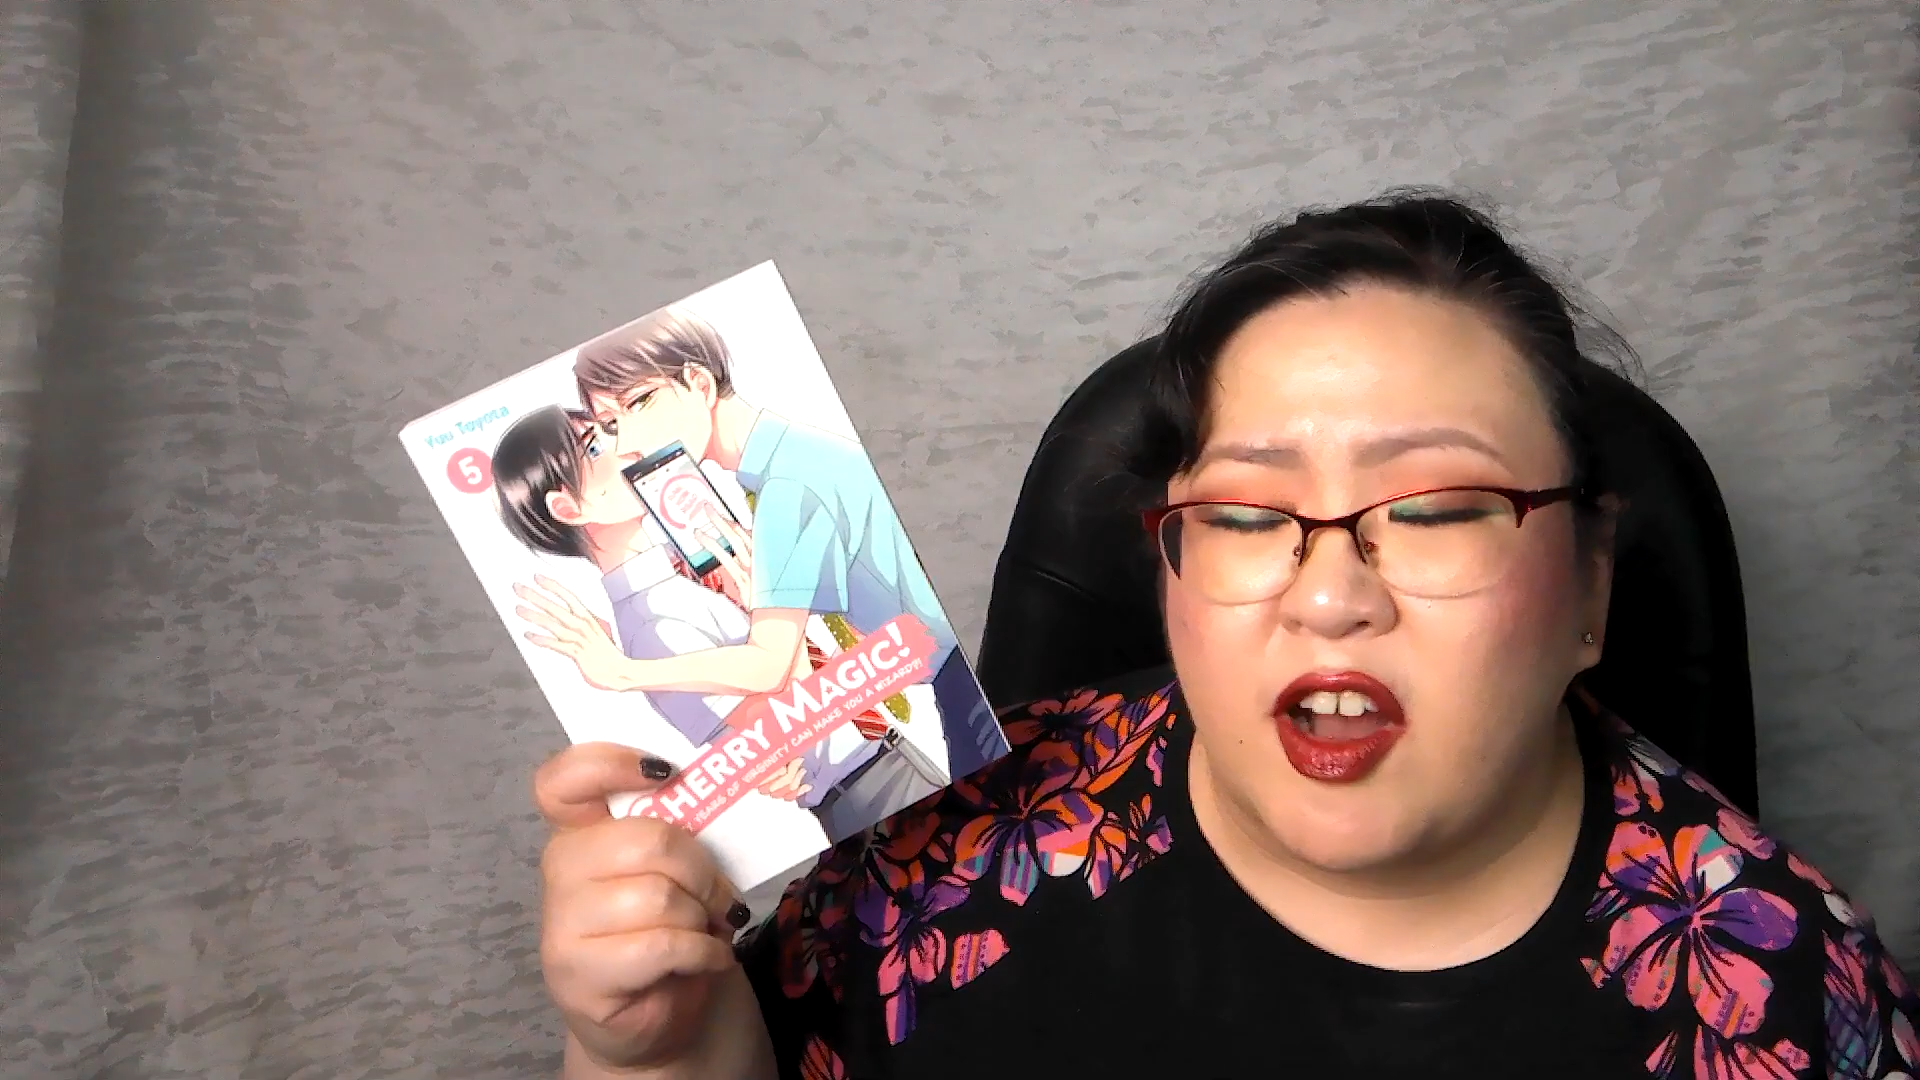 Yuu Toyota
5
CHERRY MAGIC!
YEARS OF VIRGINITY CAN MAKE YOU A WIZARD?!